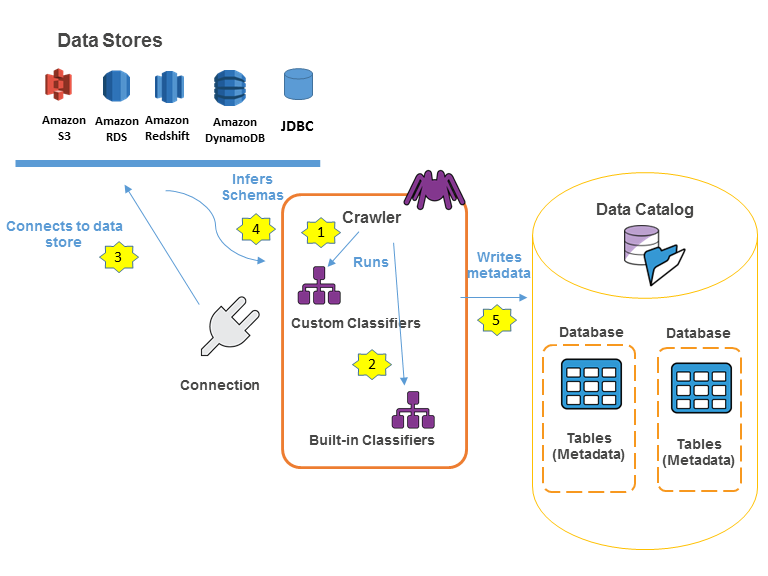 Data Stores
Amazon
S3
Amazon
RDS
Amazon
Redshift
Amazon
DynamoDB
JDBC
Infers
Schemas
4
Connects to data
store
3
Connection
1
Crawler
Runs
Custom Classifiers
2
Built-in Classifiers
Writes
metadata
5
Data Catalog
Database
Tables
(Metadata)
Database
Tables
(Metadata)